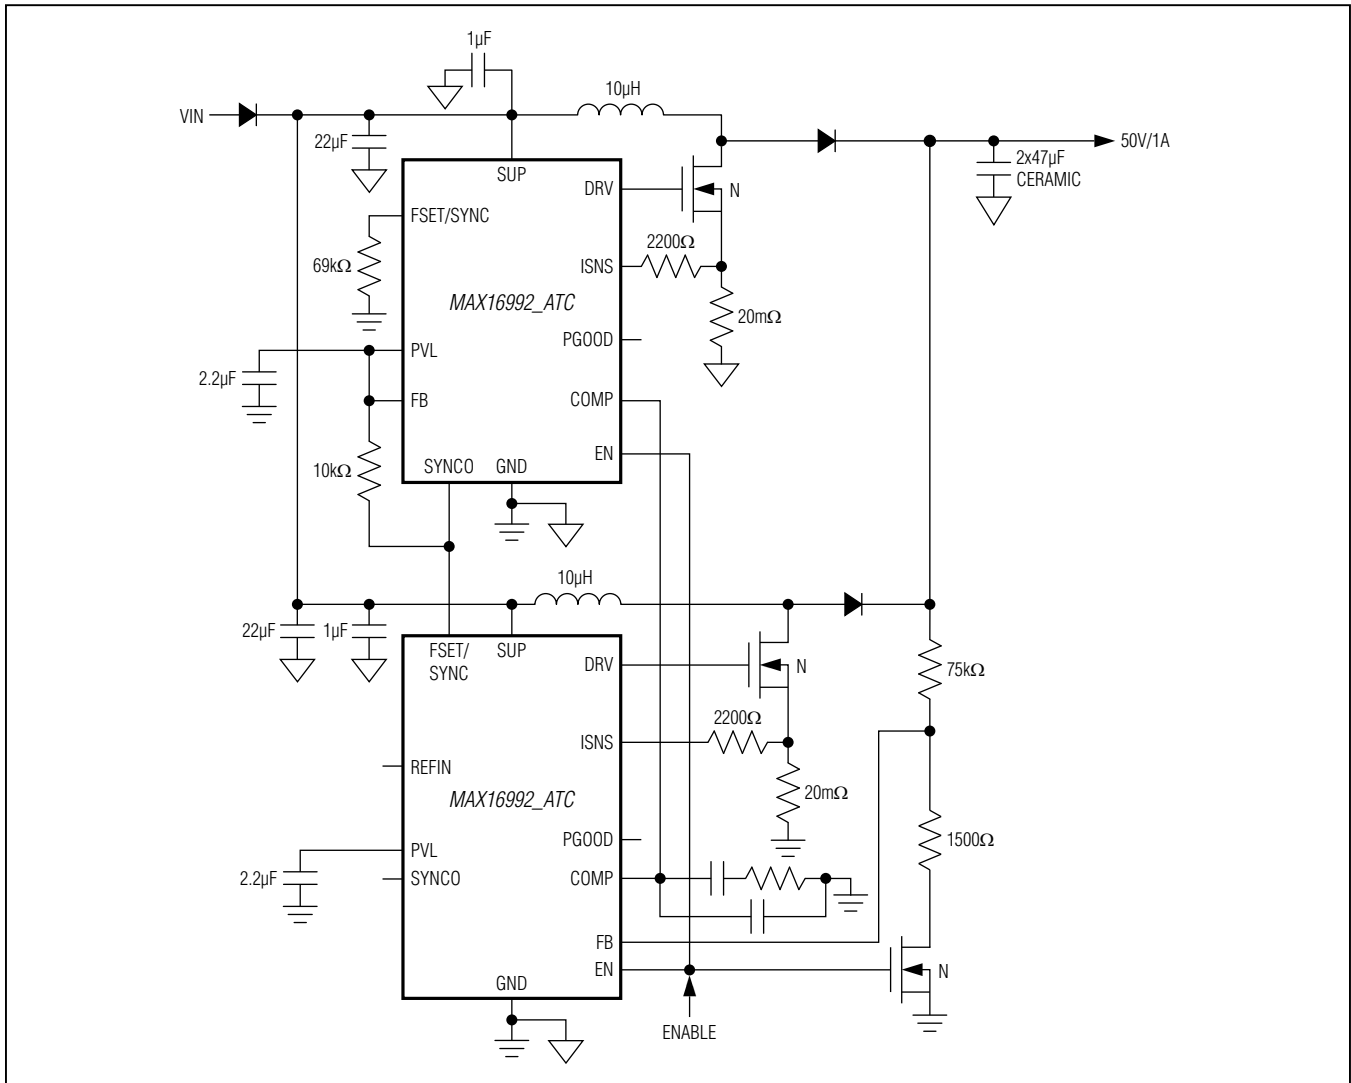 1µF
10µH
VIN
50V/1A
22µF
2x47µF
CERAMIC
SUP
DRV
N
FSET/SYNC
2200Ω
ISNS
69kΩ
MAX16992_ATC
20mΩ
PGOOD
PVL
2.2µF
FB
COMP
EN
10kΩ
SYNCO
GND
10µH
22µF
1µF
FSET/
SYNC
SUP
DRV
N
75kΩ
2200Ω
ISNS
REFIN
MAX16992_ATC
20mΩ
PGOOD
1500Ω
PVL
2.2µF
SYNCO
COMP
FB
EN
N
GND
ENABLE